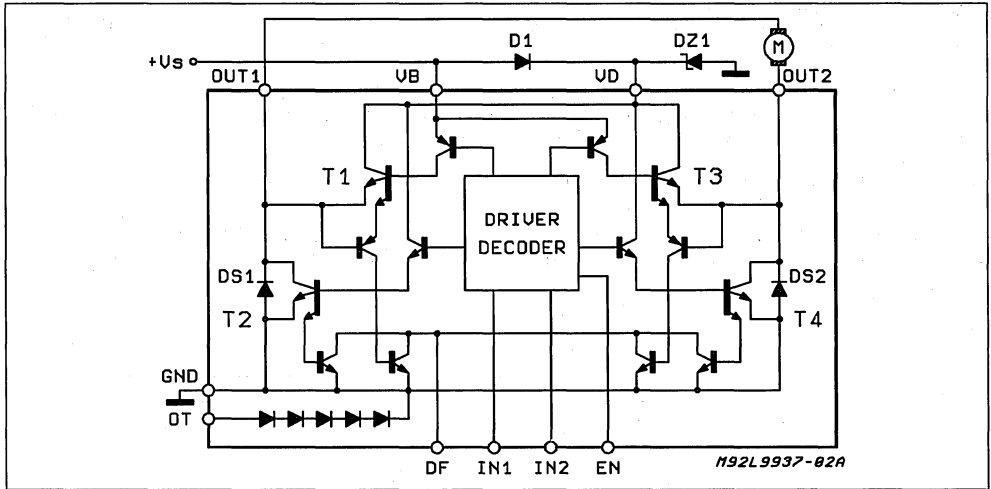 D1
DZ1
M
+Vs
OUT1
VB
VD
OUT2
T1
T3
DRIVER
DECODER
DS1
DS2
T2
T4
GND
OT
DF
IN1
IN2
EN
M92L9937-02A